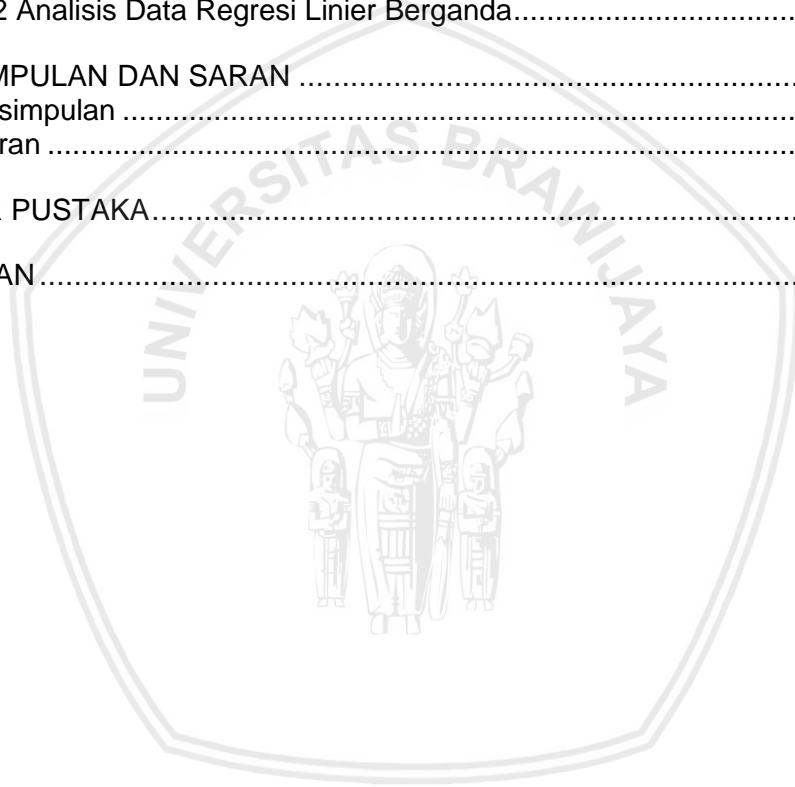 2 Analisis Data Regresi Linier Berganda..............................
MPULAN DAN SARAN ..............................
simpulan ..............................
ran ..............................
PUSTAKA..............................
AN..............................
UNIVERSITAS BRAWIJAYA